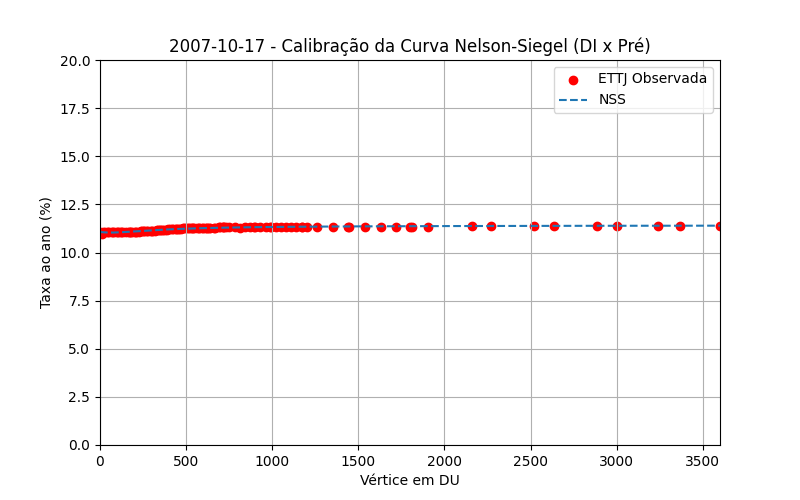 2007-10-17 - Calibração da Curva Nelson-Siegel (DI x Pré)
ETTJ Observada
NSS
Taxa ao ano (%)
20.0
17.5
15.0
12.5
10.0
7.5
5.0
2.5
0.0
0 500 1000 1500 2000 2500 3000 3500
Vértice em DU